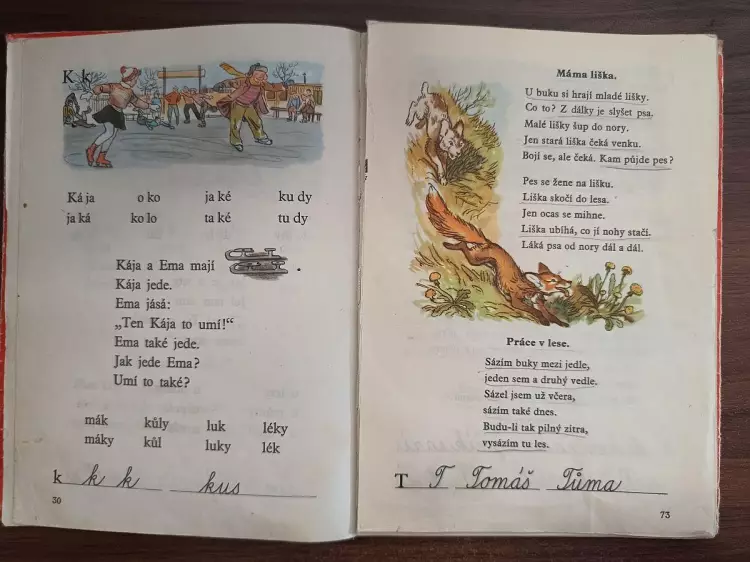 K k
Ká ja o ko ja ké ku dy
ja ká ko lo ta ké tu dy
Kája a Ema mají .
Kája jede.
Ema jásá:
„Ten Kája to umí!“
Ema také jede.
Jak jede Ema?
Umí to také?
mák kůly luk léky
máky kůl luky lék
k k k kus
30
Máma liška.
U buku si hrají mladé lišky.
Co to? Z dálky je slyšet psa.
Malé lišky šup do nory.
Jen stará liška čeká venku.
Bojí se, ale čeká. Kam půjde pes?
Pes se žene na lišku.
Liška skočí do lesa.
Jen ocas se mihne.
Liška ubíhá, co jí nohy stačí.
Láká psa od nory dál a dál.
Práce v lese.
Sázím buky mezi jedle,
jeden sem a druhý vedle.
Sázel jsem už včera,
sázím také dnes.
Budu-li tak pilný zitra,
vysázím tu les.
T T Tomáš Tůma
73